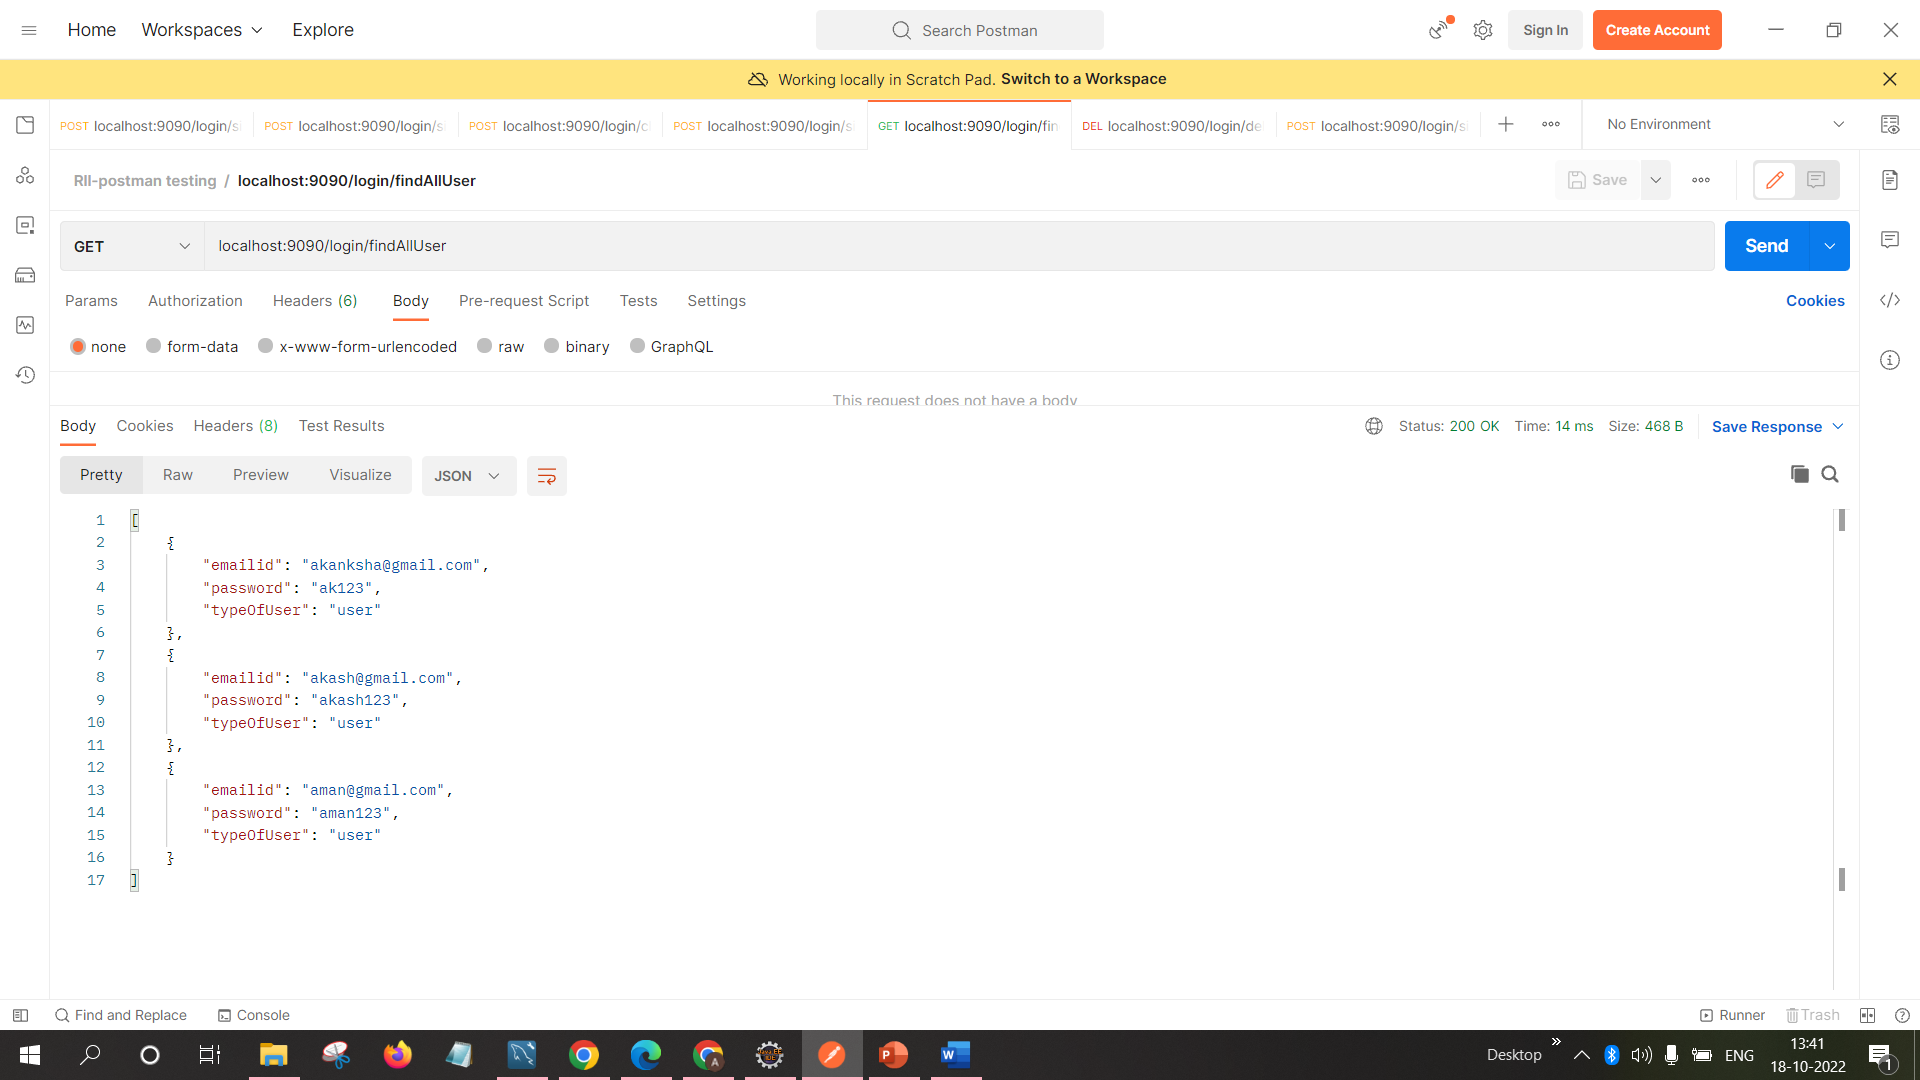 Home Workspaces Explore Search Postman Sign In Create Account
Working locally in Scratch Pad. Switch to a Workspace
POST localhost:9090/login/si POST localhost:9090/login/s POST localhost:9090/login/c POST localhost:9090/login/s GET localhost:9090/login/fin DEL localhost:9090/login/de POST localhost:9090/login/si No Environment
RII-postman testing / localhost:9090/login/findAllUser Save
GET localhost:9090/login/findAllUser Send
Params Authorization Headers (6) Body Pre-request Script Tests Settings Cookies
none form-data x-www-form-urlencoded raw binary GraphQL
This request does not have a body
Body Cookies Headers (8) Test Results Status: 200 OK Time: 14 ms Size: 468 B Save Response
Pretty Raw Preview Visualize JSON
1 [
2 {
3 "emailid": "akanksha@gmail.com",
4 "password": "ak123",
5 "typeOfUser": "user"
6 },
7 {
8 "emailid": "akash@gmail.com",
9 "password": "akash123",
10 "typeOfUser": "user"
11 },
12 {
13 "emailid": "aman@gmail.com",
14 "password": "aman123",
15 "typeOfUser": "user"
16 }
17 ]
Find and Replace Console Runner Trash
Desktop ENG 13:41
18-10-2022 1